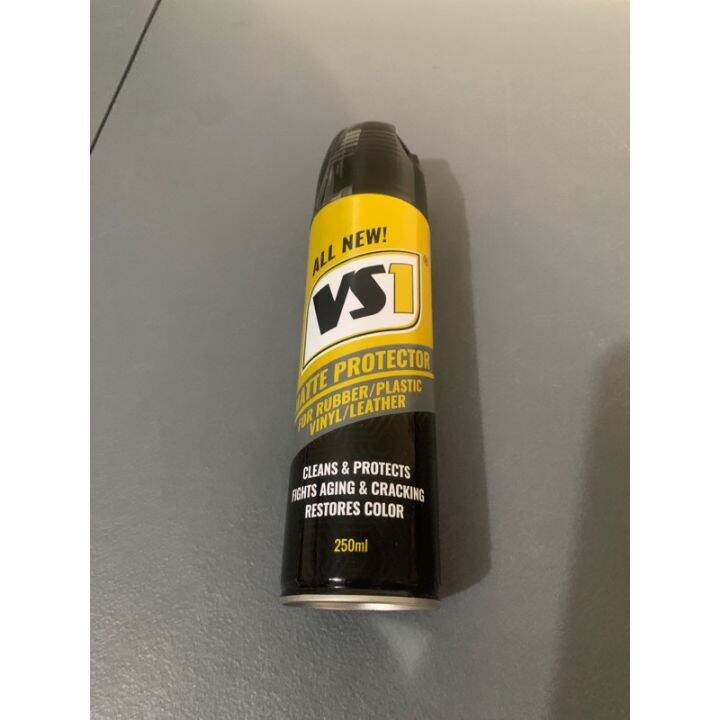 ALL NEW!
VS1®
MATTE PROTECTOR
FOR RUBBER/PLASTIC
VINYL/LEATHER
CLEANS & PROTECTS
FIGHTS AGING & CRACKING
RESTORES COLOR
250ml